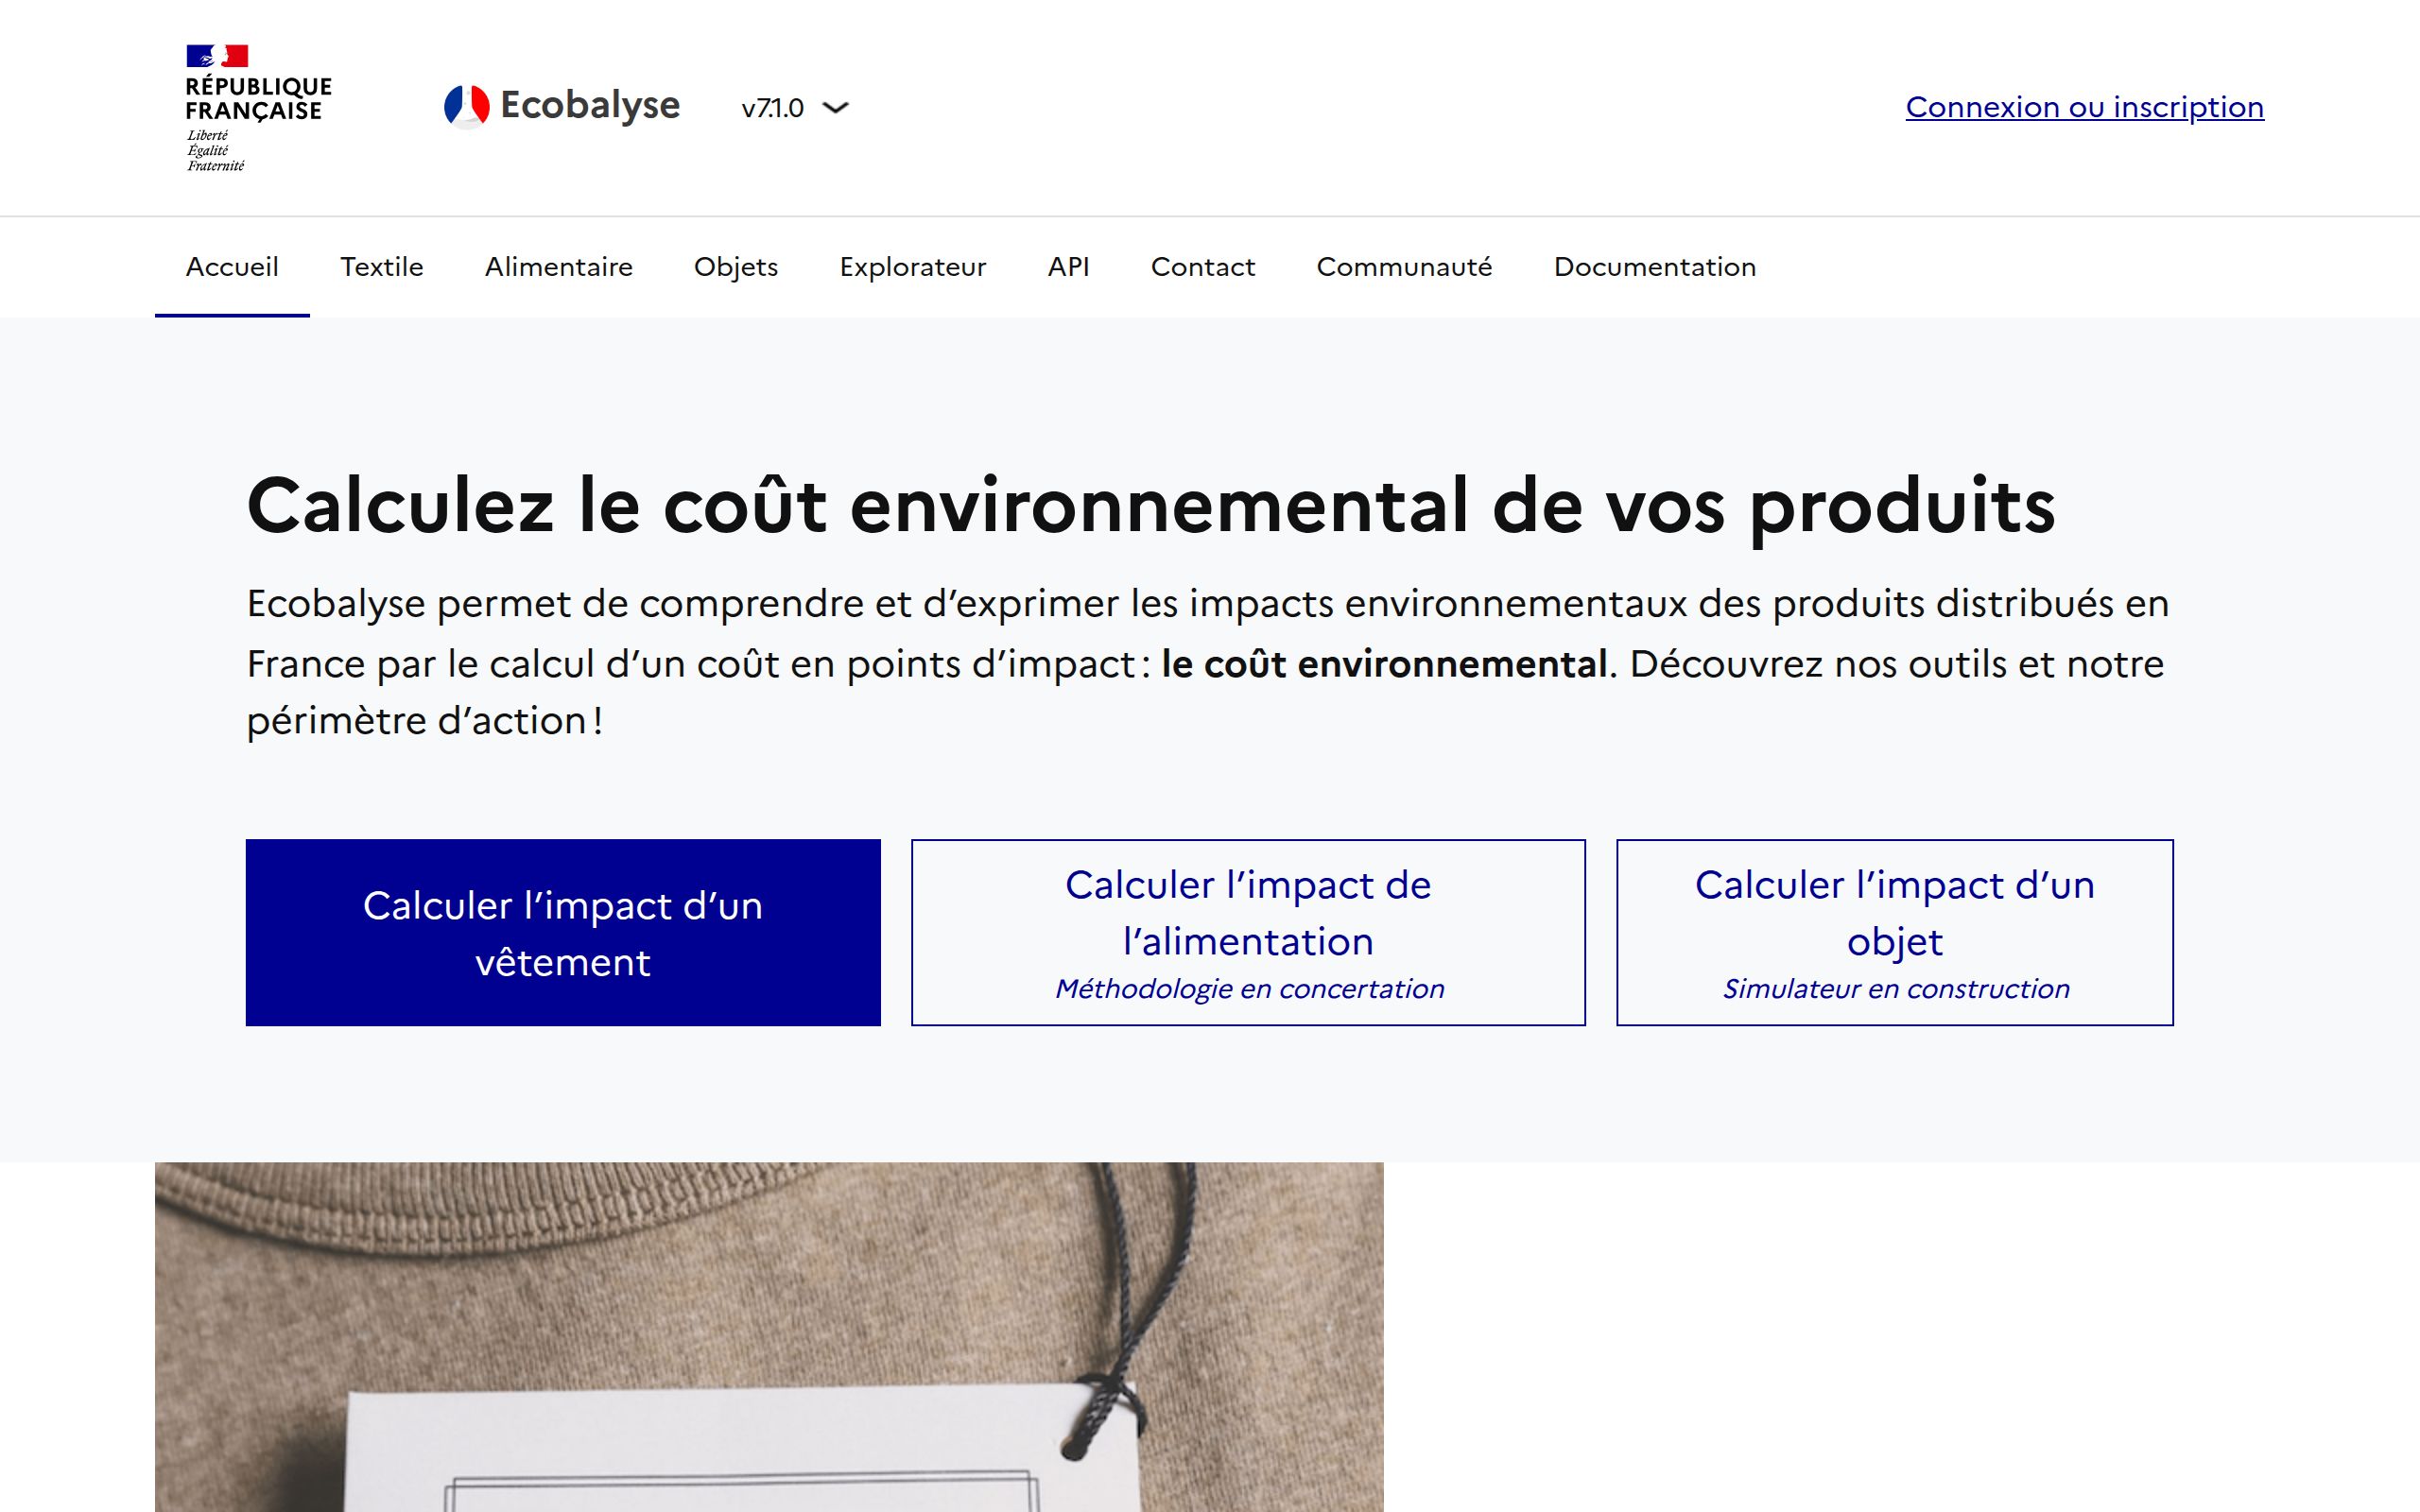 RÉPUBLIQUE
FRANÇAISE
Liberté
Égalité
Fraternité
Ecobalyse
v7.1.0
Connexion ou inscription
Accueil Textile Alimentaire Objets Explorateur API Contact Communauté Documentation
Calculez le coût environnemental de vos produits
Ecobalyse permet de comprendre et d’exprimer les impacts environnementaux des produits distribués en
France par le calcul d’un coût en points d’impact : le coût environnemental. Découvrez nos outils et notre
périmètre d’action !
Calculer l’impact d’un
vêtement
Calculer l’impact de
l’alimentation
Méthodologie en concertation
Calculer l’impact d’un
objet
Simulateur en construction